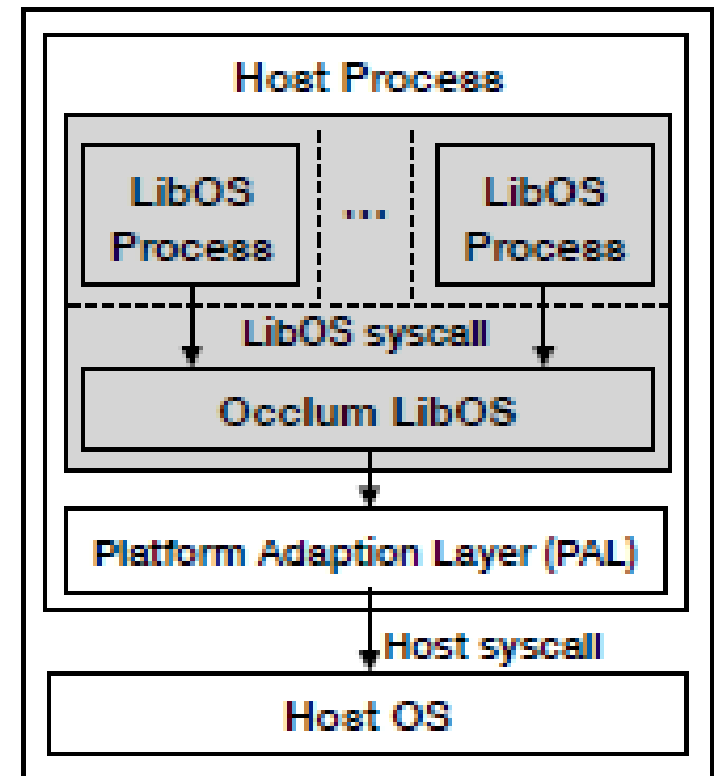 Host Process
LibOS
Process
...
LibOS
Process
LibOS syscall
Occlum LibOS
Platform Adaption Layer (PAL)
Host syscall
Host OS